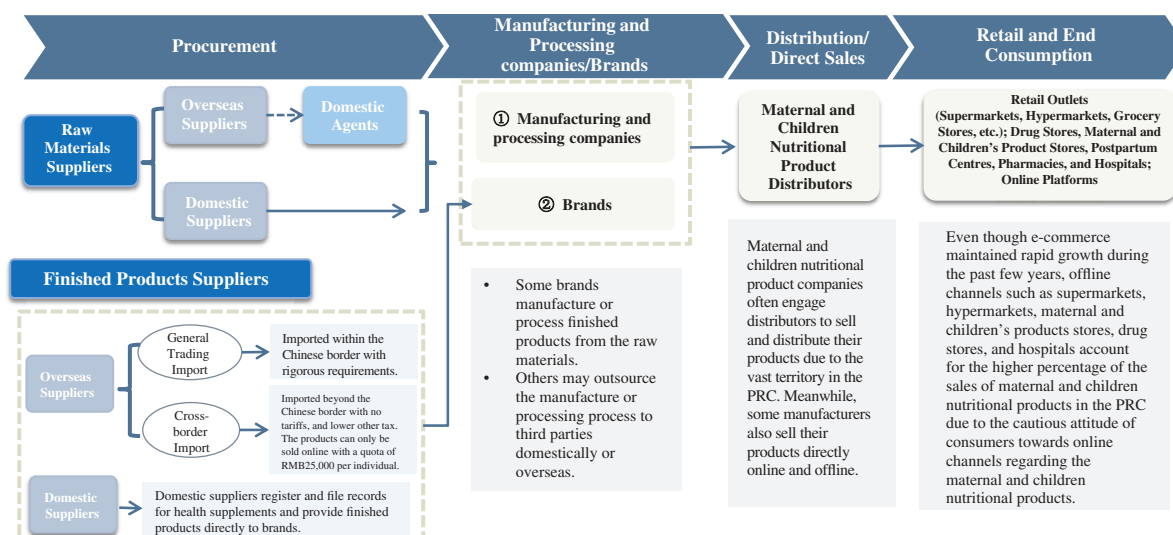 Procurement
Manufacturing and
Processing
companies/Brands
Distribution/
Direct Sales
Retail and End
Consumption
Raw
Materials
Suppliers
Overseas
Suppliers
Domestic
Agents
Domestic
Suppliers
① Manufacturing and
processing companies
② Brands
Maternal and
Children
Nutritional
Product
Distributors
Retail Outlets
(Supermarkets, Hypermarkets, Grocery
Stores, etc.); Drug Stores, Maternal and
Children’s Product Stores, Postpartum
Centres, Pharmacies, and Hospitals;
Online Platforms
Finished Products Suppliers
Overseas
Suppliers
General
Trading
Import
Imported within the
Chinese border with
rigorous requirements.
Cross-
border
Import
Imported beyond the
Chinese border with no
tariffs, and lower other tax.
The products can only be
sold online with a quota of
RMB25,000 per individual.
Domestic
Suppliers
Domestic suppliers register and file records
for health supplements and provide finished
products directly to brands.
• Some brands
manufacture or
process finished
products from the raw
materials.
• Others may outsource
the manufacture or
processing process to
third parties
domestically or
overseas.
Maternal and
children nutritional
product companies
often engage
distributors to sell
and distribute their
products due to the
vast territory in the
PRC. Meanwhile,
some manufacturers
also sell their
products directly
online and offline.
Even though e-commerce
maintained rapid growth during
the past few years, offline
channels such as supermarkets,
hypermarkets, maternal and
children’s products stores, drug
stores, and hospitals account
for the higher percentage of the
sales of maternal and children
nutritional products in the PRC
due to the cautious attitude of
consumers towards online
channels regarding the
maternal and children
nutritional products.